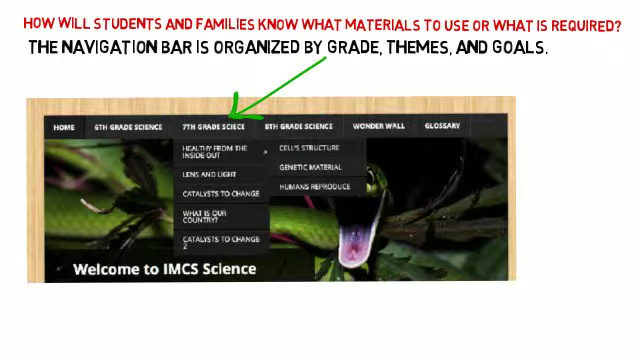 HOW WILL STUDENTS AND FAMILIES KNOW WHAT MATERIALS TO USE OR WHAT IS REQUIRED?
THE NAVIGATION BAR IS ORGANIZED BY GRADE, THEMES, AND GOALS.
HOME 6TH GRADE SCIENCE 7TH GRADE SCIECE 8TH GRADE SCIENCE WONDER WALL GLOSSARY
HEALTHY FROM THE
INSIDE OUT >
LENS AND LIGHT
CATALYSTS TO CHANGE
WHAT IS OUR
COUNTRY?
CATALYSTS TO CHANGE
2
CELL'S STRUCTURE
GENETIC MATERIAL
HUMANS REPRODUCE
Welcome to IMCS Science